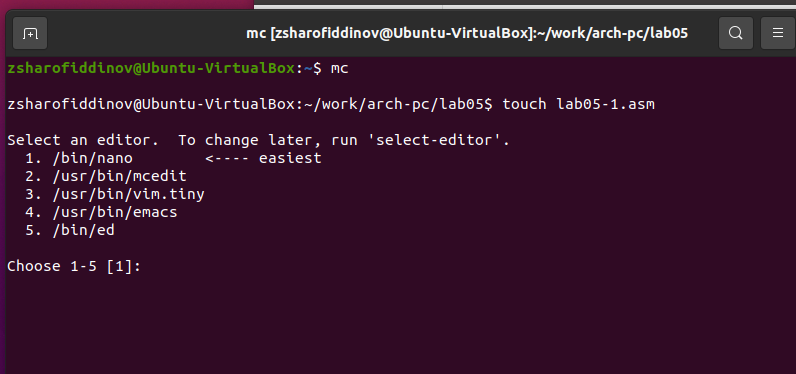 mc [zsharofiddinov@Ubuntu-VirtualBox]:~/work/arch-pc/lab05
zsharofiddinov@Ubuntu-VirtualBox:~$ mc
zsharofiddinov@Ubuntu-VirtualBox:~/work/arch-pc/lab05$ touch lab05-1.asm
Select an editor.  To change later, run 'select-editor'.
  1. /bin/nano        <---- easiest
  2. /usr/bin/mcedit
  3. /usr/bin/vim.tiny
  4. /usr/bin/emacs
  5. /bin/ed
Choose 1-5 [1]: